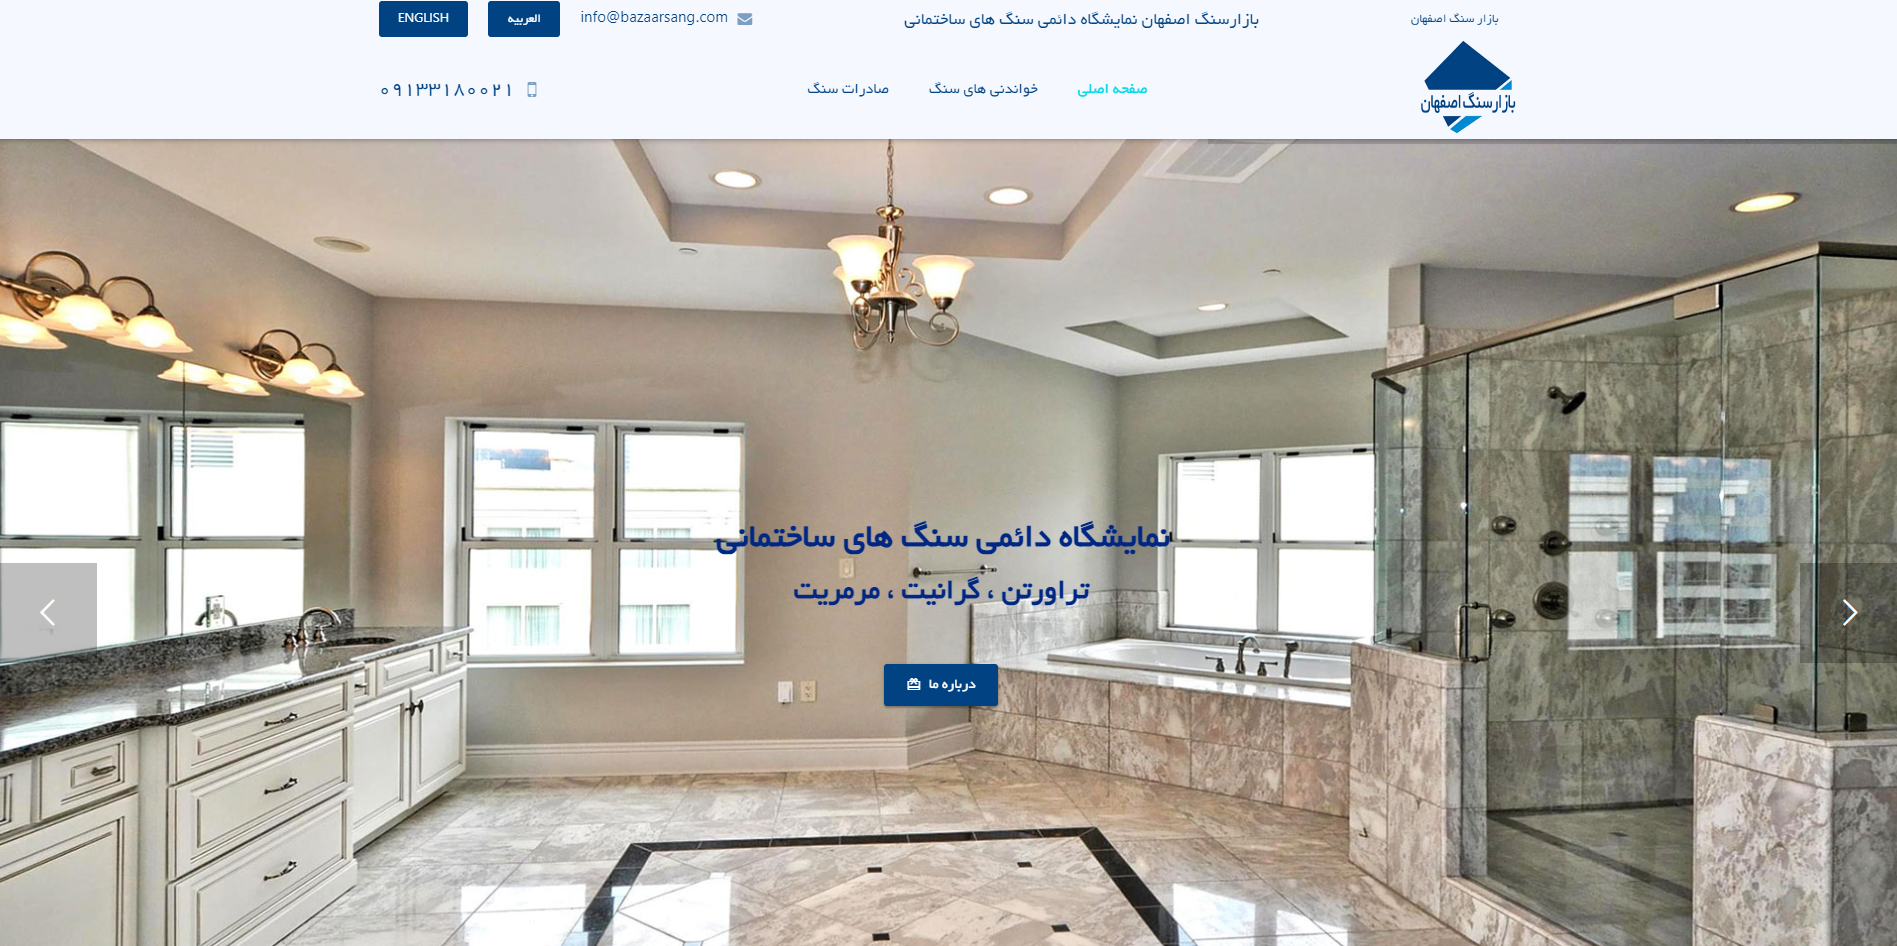 بازار سنگ اصفهان
بازارسنگ اصفهان نمایشگاه دائمی سنگ های ساختمانی
info@bazaarsang.com
العربیه
ENGLISH
بازارسنگ اصفهان
صفحه اصلی
خواندنی های سنگ
صادرات سنگ
۰۹۱۳۳۱۸۰۰۲۱
نمایشگاه دائمی سنگ های ساختمانی
تراورتن ، گرانیت ، مرمریت
درباره ما